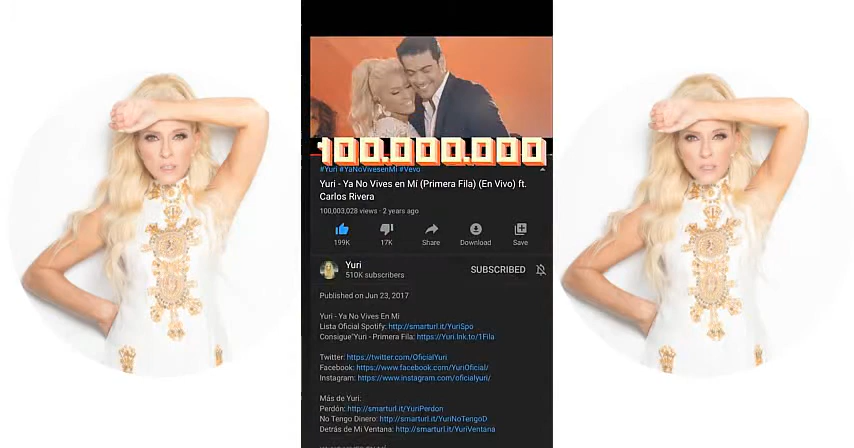 100.000.000
#Yuri #YaNoVivesenMí #Vevo
Yuri - Ya No Vives en Mí (Primera Fila) (En Vivo) ft.
Carlos Rivera
100,003,028 views · 2 years ago
199K 17K Share Download Save
Yuri
510K subscribers
SUBSCRIBED
Published on Jun 23, 2017
Yuri - Ya No Vives En Mi
Lista Oficial Spotify: http://smarturl.it/YuriSpo
Consigue"Yuri - Primera Fila: https://Yuri.lnk.to/1Fila
Twitter: https://twitter.com/OficialYuri
Facebook: https://www.facebook.com/YuriOficial/
Instagram: https://www.instagram.com/oficialyuri/
Más de Yuri:
Perdón: http://smarturl.it/YuriPerdon
No Tengo Dinero: http://smarturl.it/YuriNoTengoD
Detrás de Mi Ventana: http://smarturl.it/YuriVentana